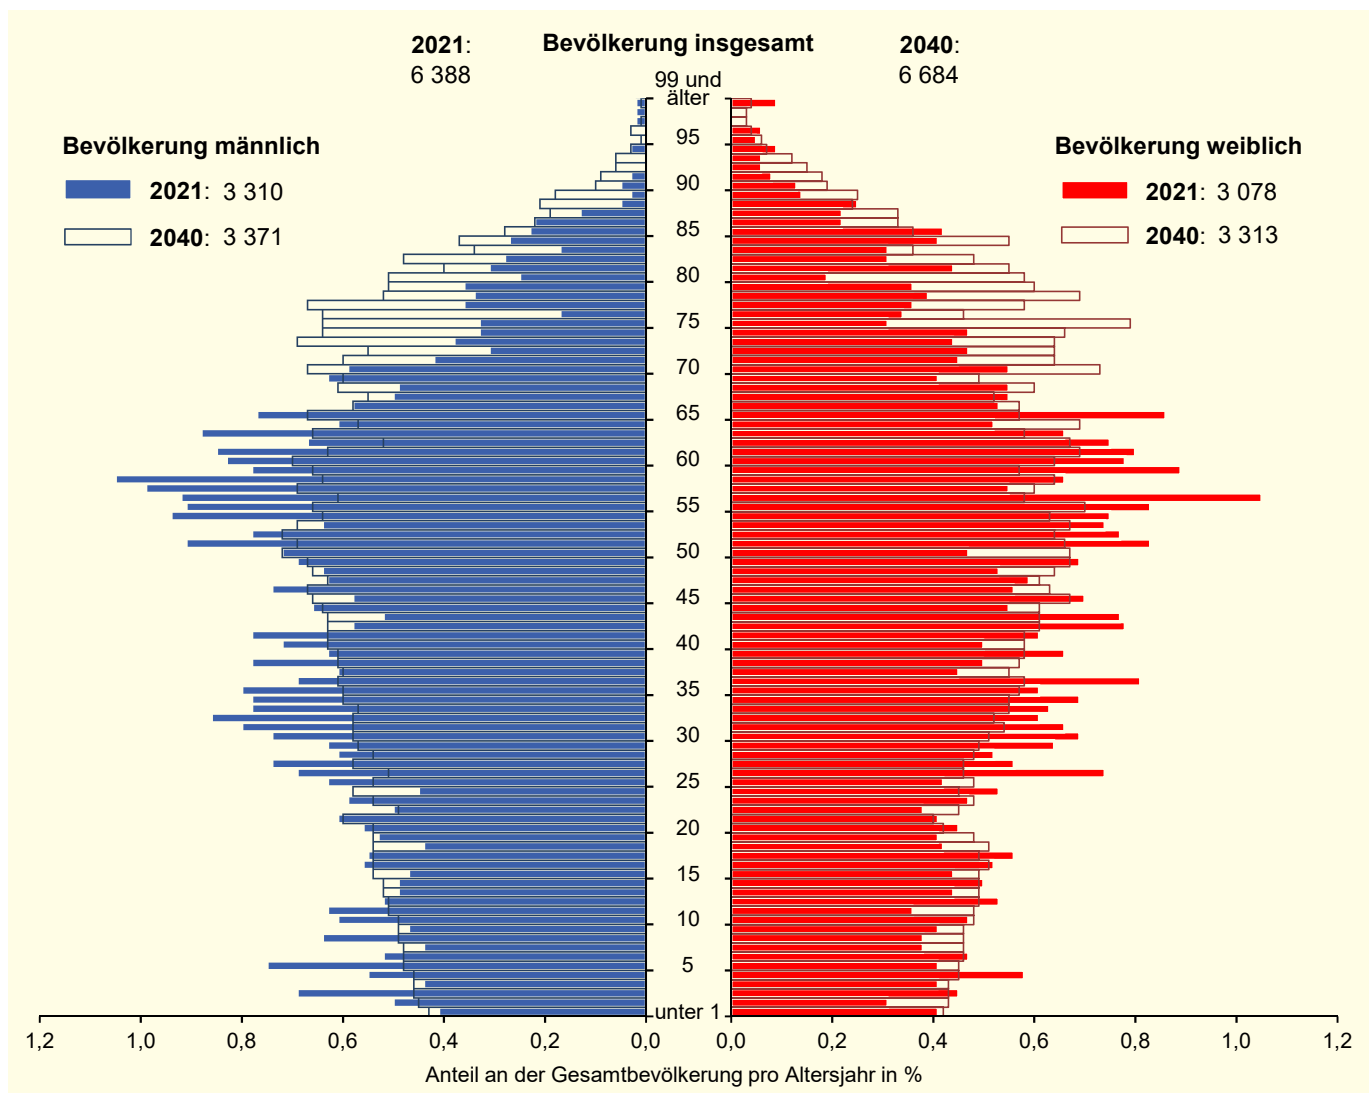 2021:
6 388
Bevölkerung insgesamt
2040:
6 684
Bevölkerung männlich
2021: 3 310
2040: 3 371
Bevölkerung weiblich
2021: 3 078
2040: 3 313
99 und
älter
95
90
85
80
75
70
65
60
55
50
45
40
35
30
25
20
15
10
5
unter 1
1,2 1,0 0,8 0,6 0,4 0,2 0,0 0,0 0,2 0,4 0,6 0,8 1,0 1,2
Anteil an der Gesamtbevölkerung pro Altersjahr in %